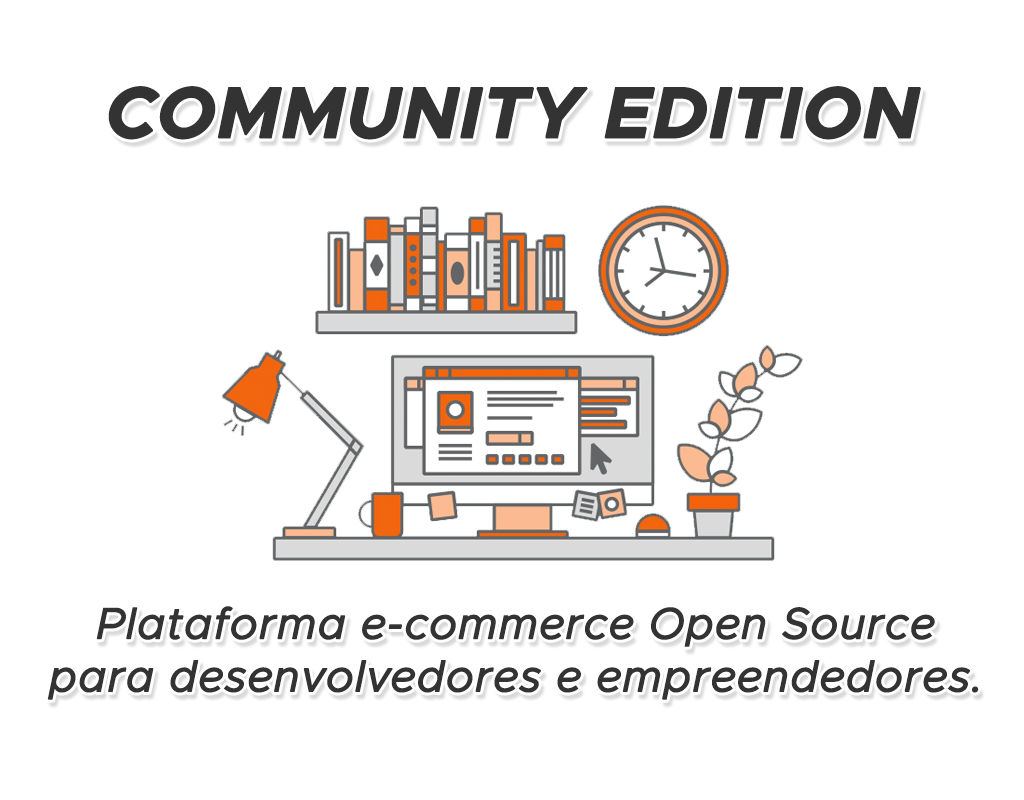 COMMUNITY EDITION
Plataforma e-commerce Open Source
para desenvolvedores e empreendedores.